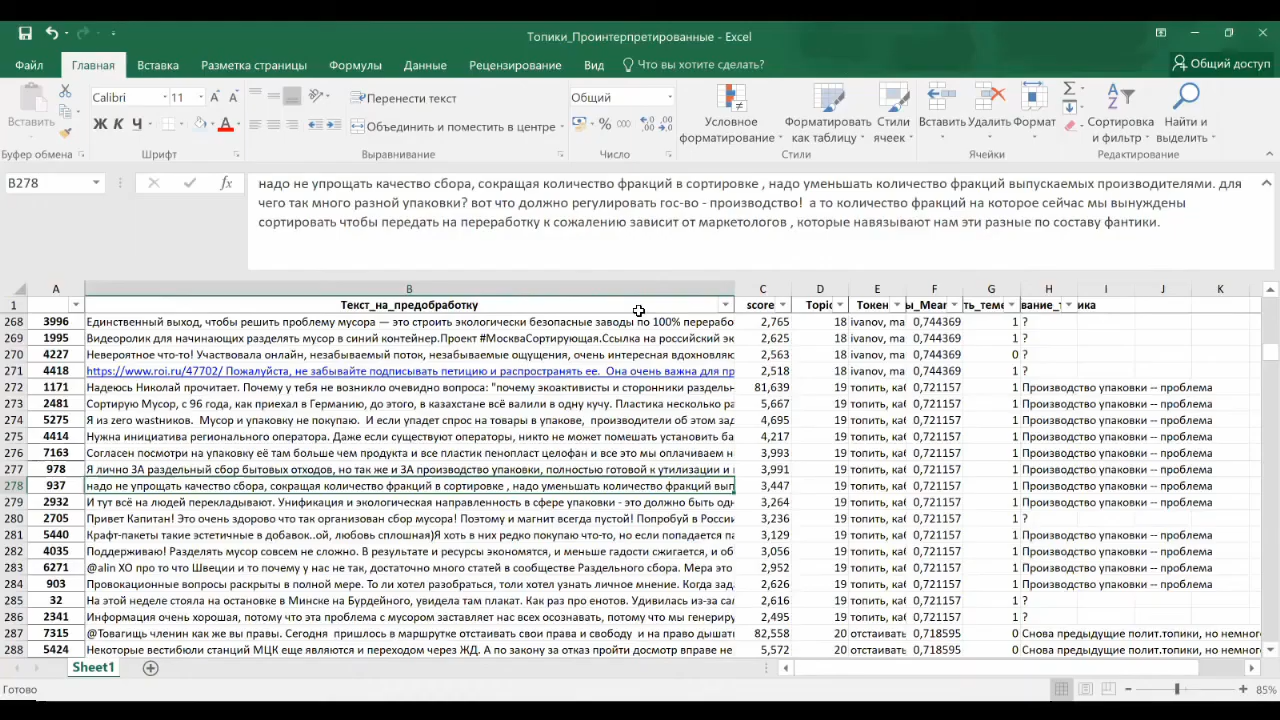 Топики_Проинтерпретированные - Excel
Файл Главная Вставка Разметка страницы Формулы Данные Рецензирование Вид Что вы хотите сделать? Общий доступ
Вставить
Calibri 11
Ж К Ч
Перенести текст
Объединить и поместить в центре
Общий
% 000
Условное форматирование
Форматировать как таблицу
Стили ячеек
Вставить Удалить Формат
Сортировка и фильтр
Найти и выделить
Буфер обмена Шрифт Выравнивание Число Стили Ячейки Редактирование
B278
надо не упрощать качество сбора, сокращая количество фракций в сортировке , надо уменьшать количество фракций выпускаемых производителями. для
чего так много разной упаковки? вот что должно регулировать гос-во - производство! а то количество фракций на которое сейчас мы вынуждены
сортировать чтобы передать на переработку к сожалению зависит от маркетологов , которые навязывают нам эти разные по составу фантики.
A B C D E F G H I J K
1 Текст_на_предобработку score Topic Токен ы_Mean ть_теме вание_т ика
268 3996 Единственный выход, чтобы решить проблему мусора — это строить экологически безопасные заводы по 100% перерабо 2,765 18 ivanov, ma 0,744369 1 ?
269 1995 Видеоролик для начинающих разделять мусор в синий контейнер.Проект #МоскваСортирующая.Ссылка на российский эк 2,625 18 ivanov, ma 0,744369 1 ?
270 4227 Невероятное что-то! Участвовала онлайн, незабываемый поток, незабываемые ощущения, очень интересная вдохновляю 2,563 18 ivanov, ma 0,744369 0 ?
271 4418 https://www.roi.ru/47702/ Пожалуйста, не забывайте подписывать петицию и распространять ее. Она очень важна для пр 2,518 18 ivanov, ma 0,744369 1 ?
272 1171 Надеюсь Николай прочитает. Почему у тебя не возникло очевидно вопроса: "почему экоактивисты и сторонники раздельн 81,639 19 топить, каб 0,721157 1 Производство упаковки -- проблема
273 2481 Сортирую Мусор, с 96 года, как приехал в Германию, до этого, в казахстане всё валили в одну кучу. Пластика несколько ра 5,667 19 топить, каб 0,721157 1 Производство упаковки -- проблема
274 5275 Я из zero wastников. Мусор и упаковку не покупаю. И если упадет спрос на товары в упаковке, производители об этом зад 4,695 19 топить, каб 0,721157 1 Производство упаковки -- проблема
275 4414 Нужна инициатива регионального оператора. Даже если существуют операторы, никто не может помешать установить ба 4,217 19 топить, каб 0,721157 1 Производство упаковки -- проблема
276 7163 Согласен посмотри на упаковку её там больше чем продукта и все пластик пенопласт целофан и все это мы оплачиваем н 3,993 19 топить, каб 0,721157 1 Производство упаковки -- проблема
277 978 Я лично ЗА раздельный сбор бытовых отходов, но так же и ЗА производство упаковки, полностью готовой к утилизации и 3,991 19 топить, каб 0,721157 1 Производство упаковки -- проблема
278 937 надо не упрощать качество сбора, сокращая количество фракций в сортировке , надо уменьшать количество фракций вып 3,447 19 топить, каб 0,721157 1 Производство упаковки -- проблема
279 2932 И тут всё на людей перекладывают. Унификация и экологическая направленность в сфере упаковки - это должно быть одн 3,264 19 топить, каб 0,721157 1 Производство упаковки -- проблема
280 2705 Привет Капитан! Это очень здорово что так организован сбор мусора! Поэтому и магнит всегда пустой! Попробуй в России 3,236 19 топить, каб 0,721157 1 ?
281 5440 Крафт-пакеты такие эстетичные в добавок..ой, любовь сплошная)Я хоть в них редко покупаю что-то, но если попадается па 3,129 19 топить, каб 0,721157 1 Производство упаковки -- проблема
282 4035 Поддерживаю! Разделять мусор совсем не сложно. В результате и ресурсы экономятся, и меньше гадости сжигается, и об 3,056 19 топить, каб 0,721157 1 Производство упаковки -- проблема
283 6271 @alin ХО про то что Швеции и то почему у нас не так, достаточно много статей в сообществе Раздельного сбора. Мера это 2,952 19 топить, каб 0,721157 1 Производство упаковки -- проблема
284 903 Провокационные вопросы раскрыты в полной мере. То ли хотел разобраться, толи хотел узнать личное мнение. Когда зад 2,626 19 топить, каб 0,721157 1 Производство упаковки -- проблема
285 32 На этой неделе стояла на остановке в Минске на Бурдейного, увидела там плакат. Как раз про енотов. Удивилась из-за сал 2,616 19 топить, каб 0,721157 1 ?
286 2341 Информация очень хорошая, потому что эта проблема с мусором заставляет нас всех осознавать, потому что мы генериру 2,495 19 топить, каб 0,721157 1 ?
287 7315 @Товагищь членин как же вы правы. Сегодня пришлось в маршрутке отстаивать свои права и свободу и на право дышать 82,558 20 отстаивать 0,718595 0 Снова предыдущие полит.топики, но немного
288 5424 Некоторые вестибюли станций МЦК еще являются и переходом через ЖД. А по закону за отказ пройти досмотр вправе не 5,572 20 отстаивать 0,718595 0 Снова предыдущие полит.топики, но немного
Sheet1
Готово 85%